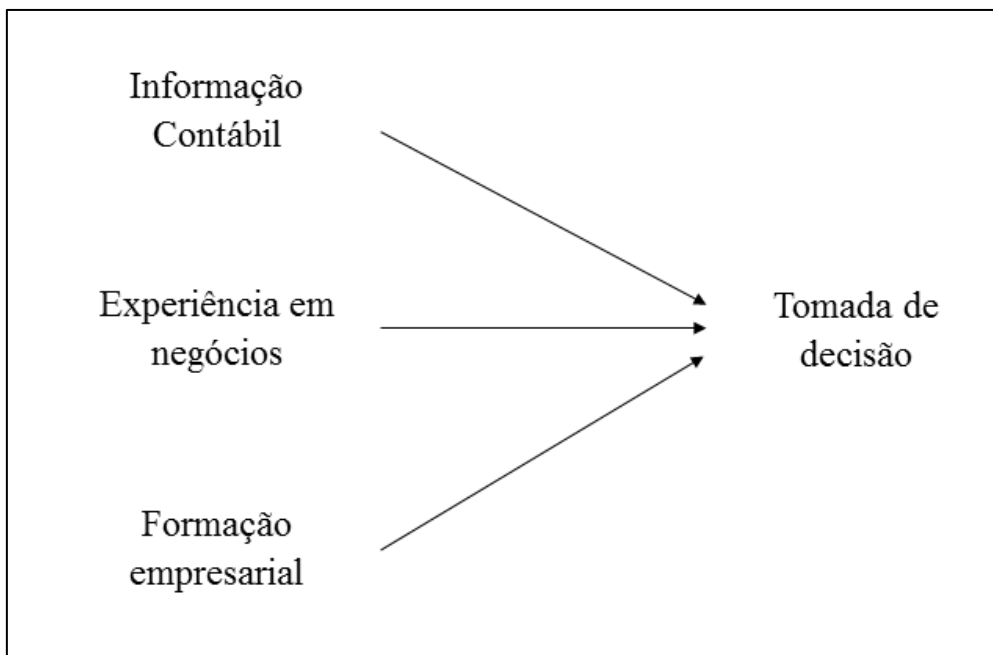 Informação
Contábil
Experiência em
negócios
Tomada de
decisão
Formação
empresarial